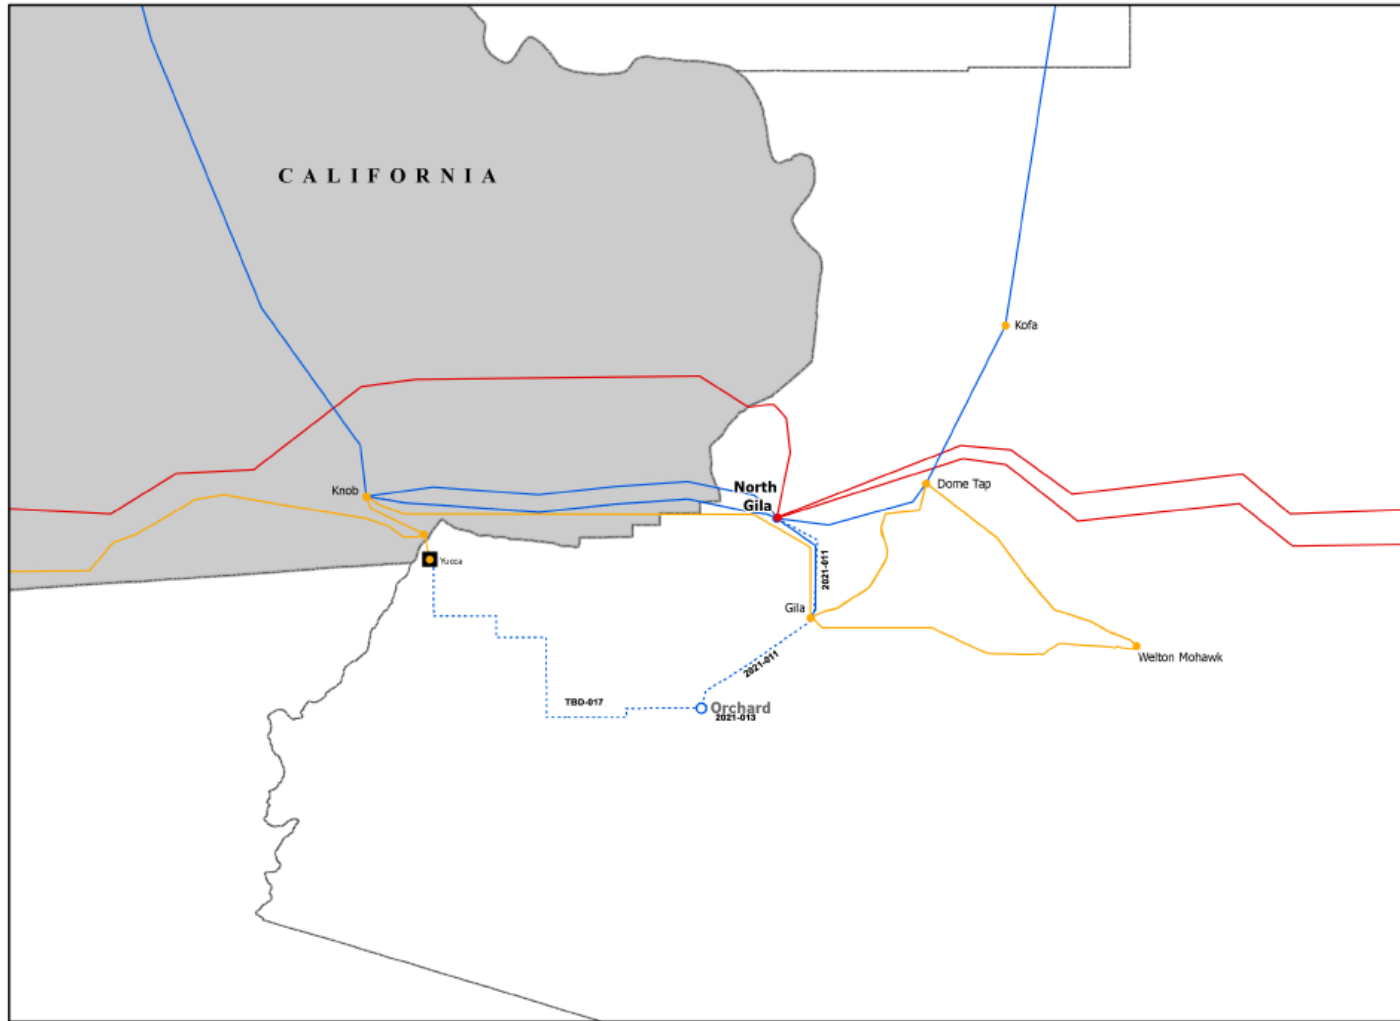 CALIFORNIA
Kofa
Knob
North
Gila
Dome Tap
Yucca
2021-011
Gila
Welton Mohawk
2021-011
TBD-017
Orchard
2021-013